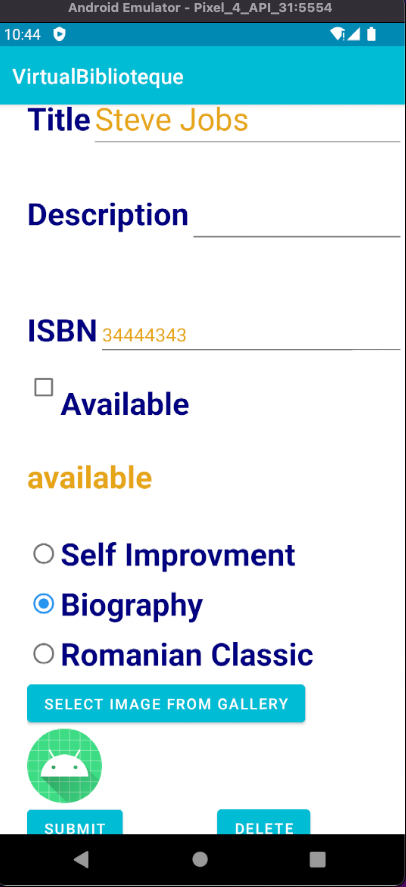 Android Emulator - Pixel_4_API_31:5554
10:44
VirtualBiblioteque
Title Steve Jobs
Description
ISBN 34444343
Available
available
Self Improvment
Biography
Romanian Classic
SELECT IMAGE FROM GALLERY
SUBMIT DELETE